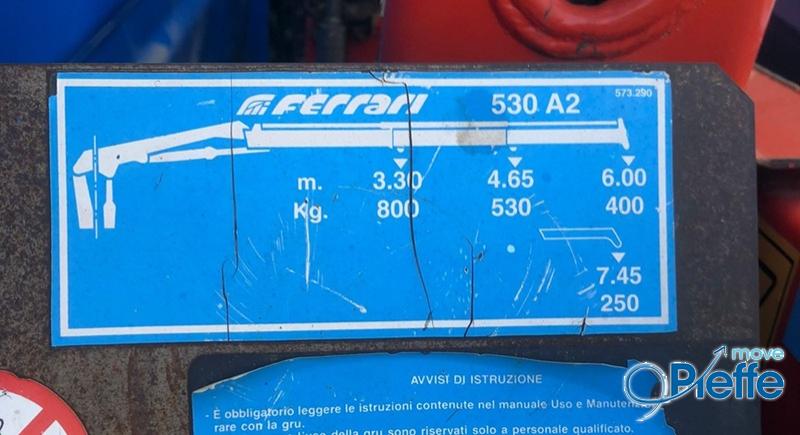 Ferrari 530 A2 573.290
m. 3.30 4.65 6.00
Kg. 800 530 400
7.45
250
AVVISI DI ISTRUZIONE
- È obbligatorio leggere le istruzioni contenute nel manuale Uso e Manutenzio
rare con la gru.
della gru sono riservati solo a personale qualificato.
move
Pieffe